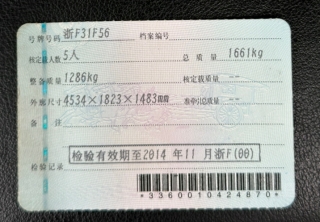 号牌号码 浙F31F56 档案编号
核定载人数 5人 总质量 1661kg
整备质量 1286kg 核定载质量 --
外廓尺寸 4534×1823×1483mm 准牵引总质量 --
备注
检验记录 检验有效期至2014年11月浙F(00)
*3360010424870*